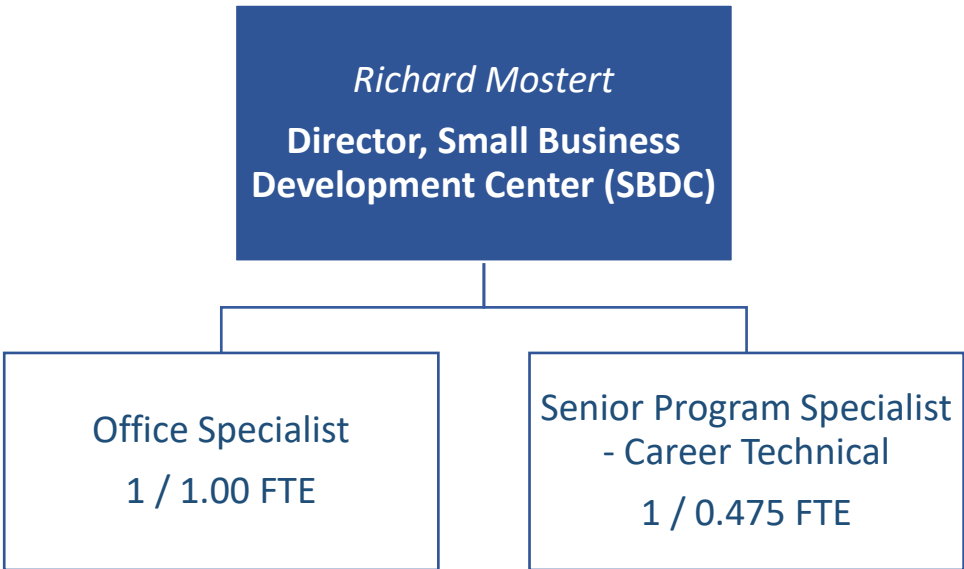 Richard Mostert
Director, Small Business
Development Center (SBDC)
Office Specialist
1 / 1.00 FTE
Senior Program Specialist
- Career Technical
1 / 0.475 FTE